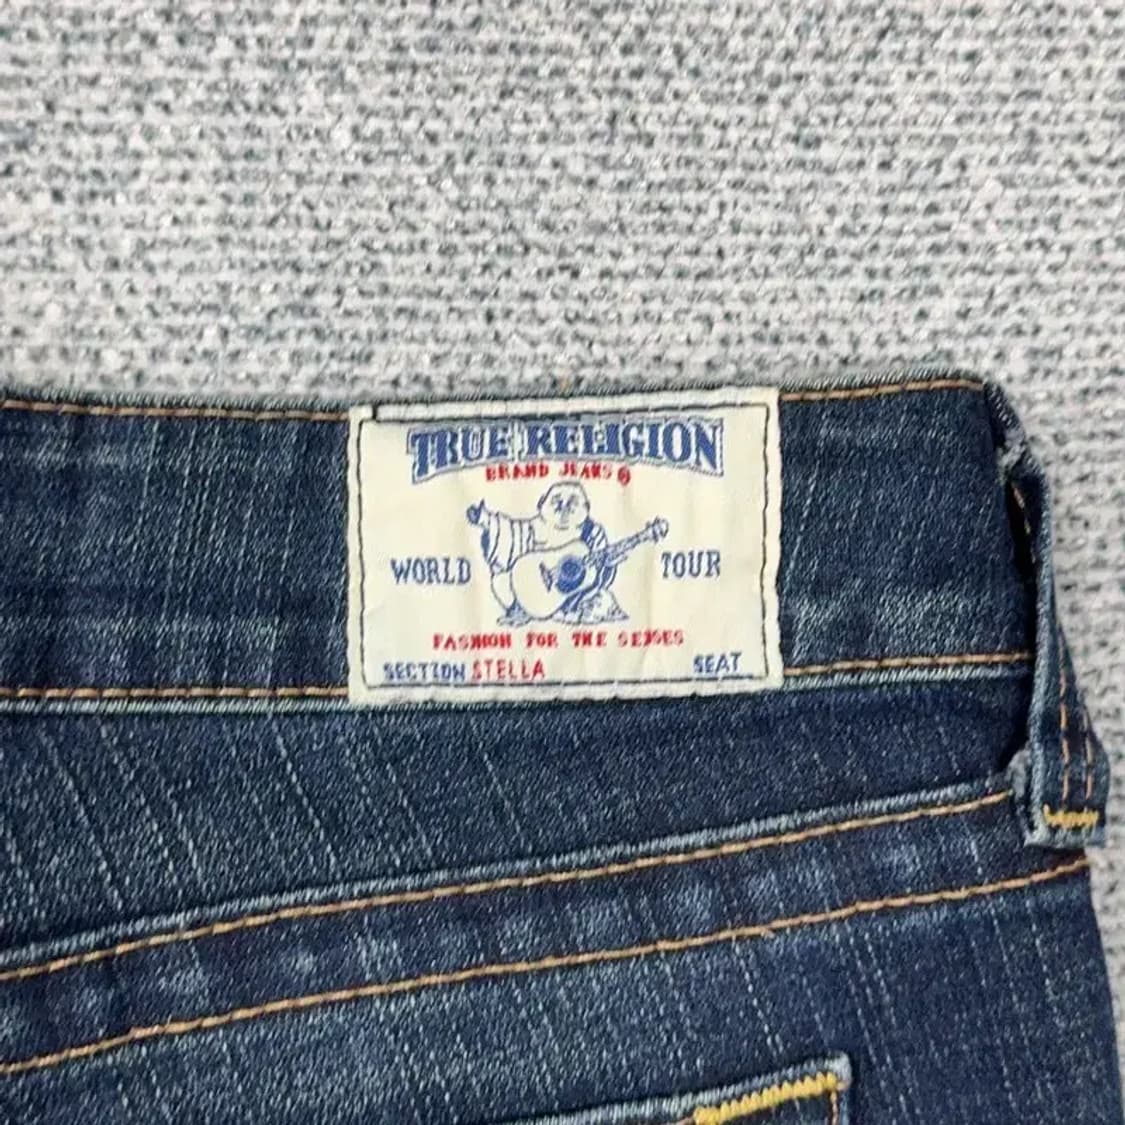 TRUE RELIGION
BRAND JEANS ®
WORLD TOUR
FASHION FOR THE SENSES
SECTION STELLA SEAT